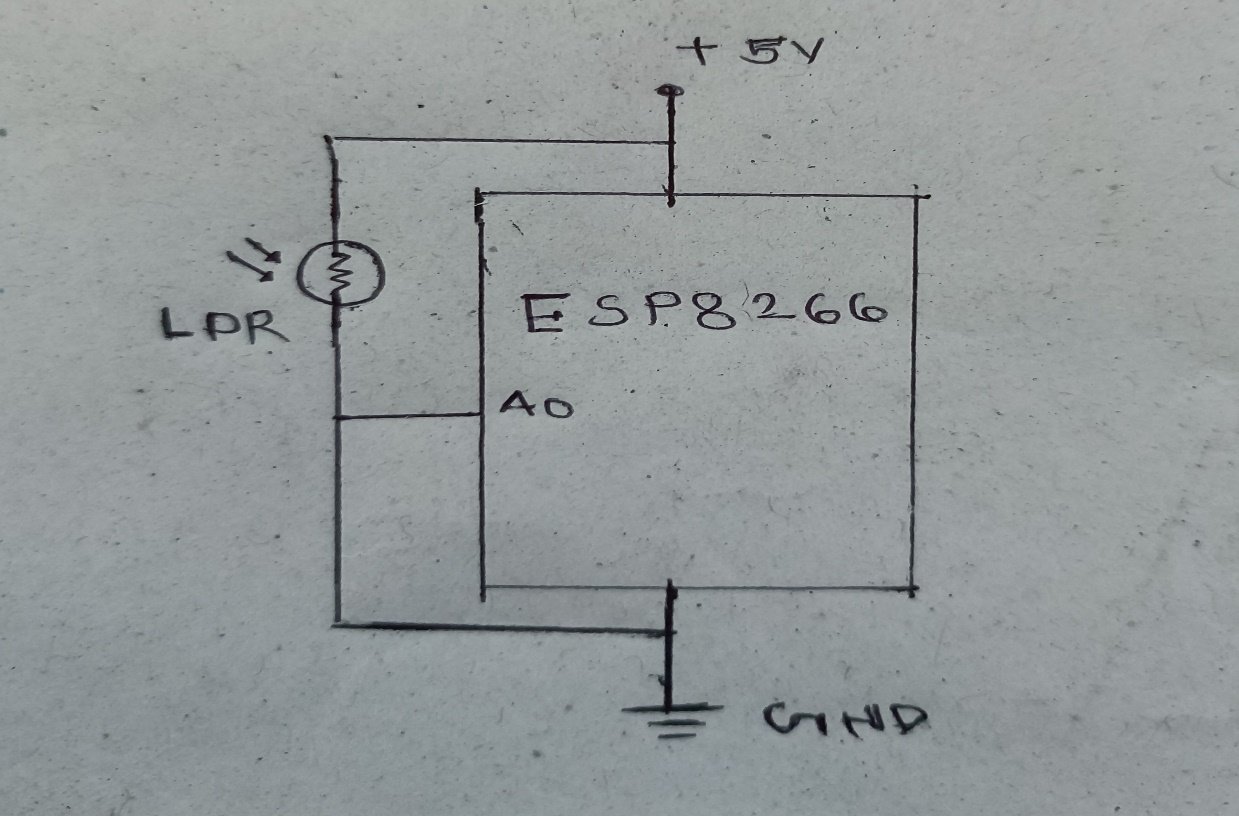 + 5V
LDR
ESP8266
A0
GND